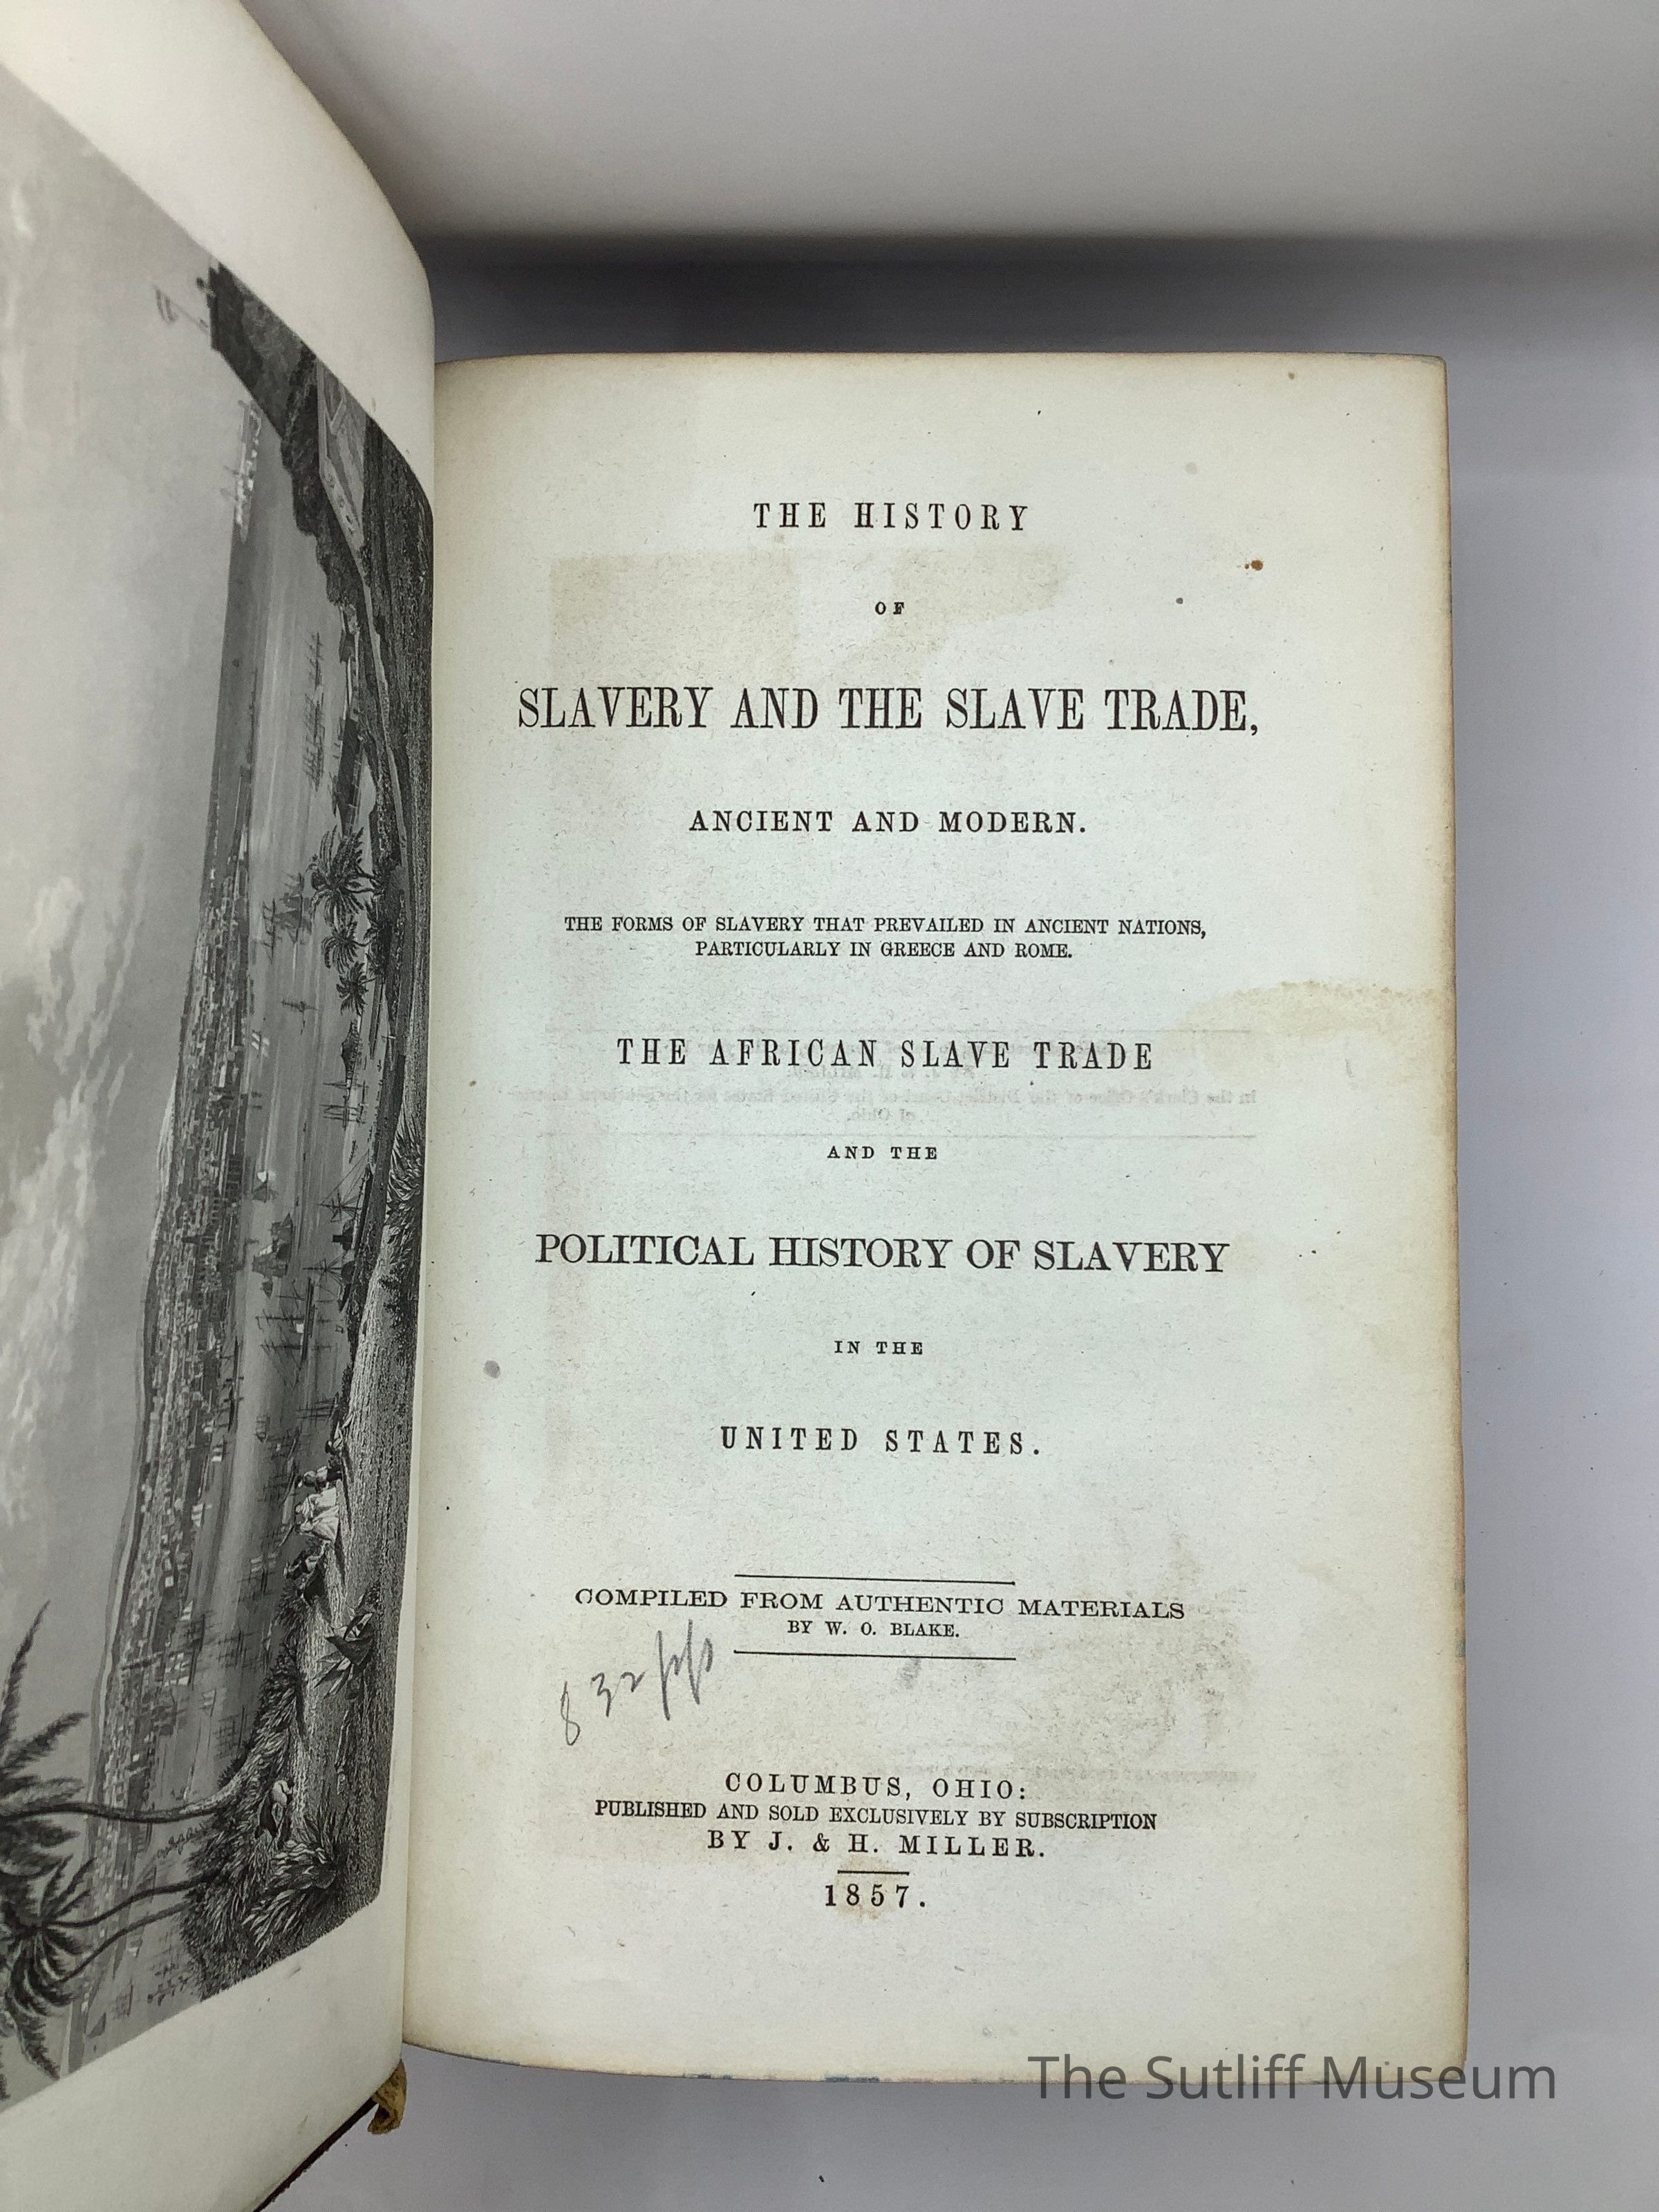 THE HISTORY
OF
SLAVERY AND THE SLAVE TRADE,
ANCIENT AND MODERN.
THE FORMS OF SLAVERY THAT PREVAILED IN ANCIENT NATIONS,
PARTICULARLY IN GREECE AND ROME.
THE AFRICAN SLAVE TRADE
AND THE
POLITICAL HISTORY OF SLAVERY
IN THE
UNITED STATES.
COMPILED FROM AUTHENTIC MATERIALS
BY W. O. BLAKE.
832 pp
COLUMBUS, OHIO:
PUBLISHED AND SOLD EXCLUSIVELY BY SUBSCRIPTION
BY J. & H. MILLER.
1857.
The Sutliff Museum